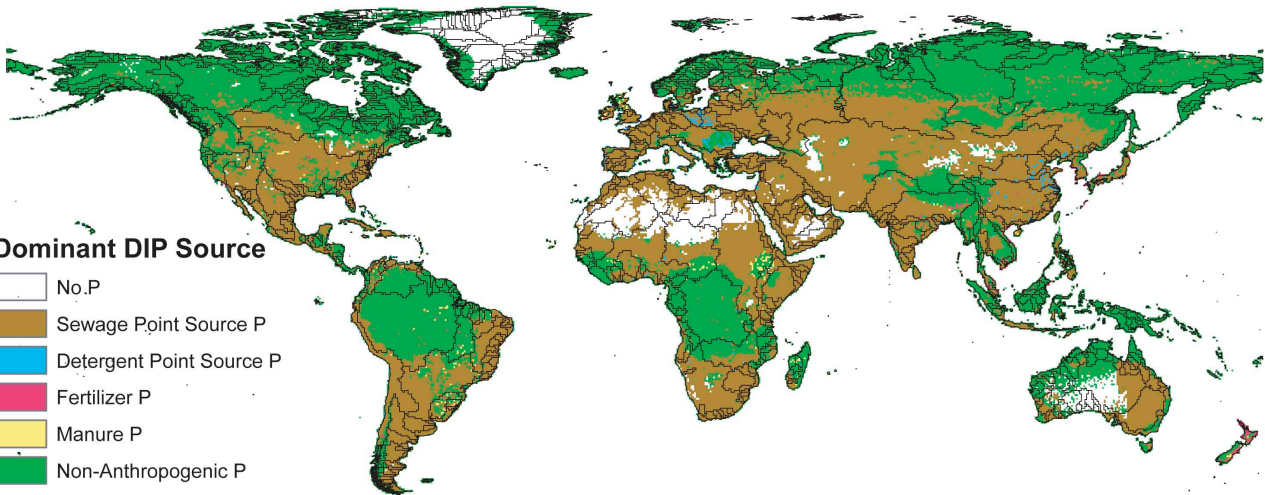 Dominant DIP Source
No P
Sewage Point Source P
Detergent Point Source P
Fertilizer P
Manure P
Non-Anthropogenic P